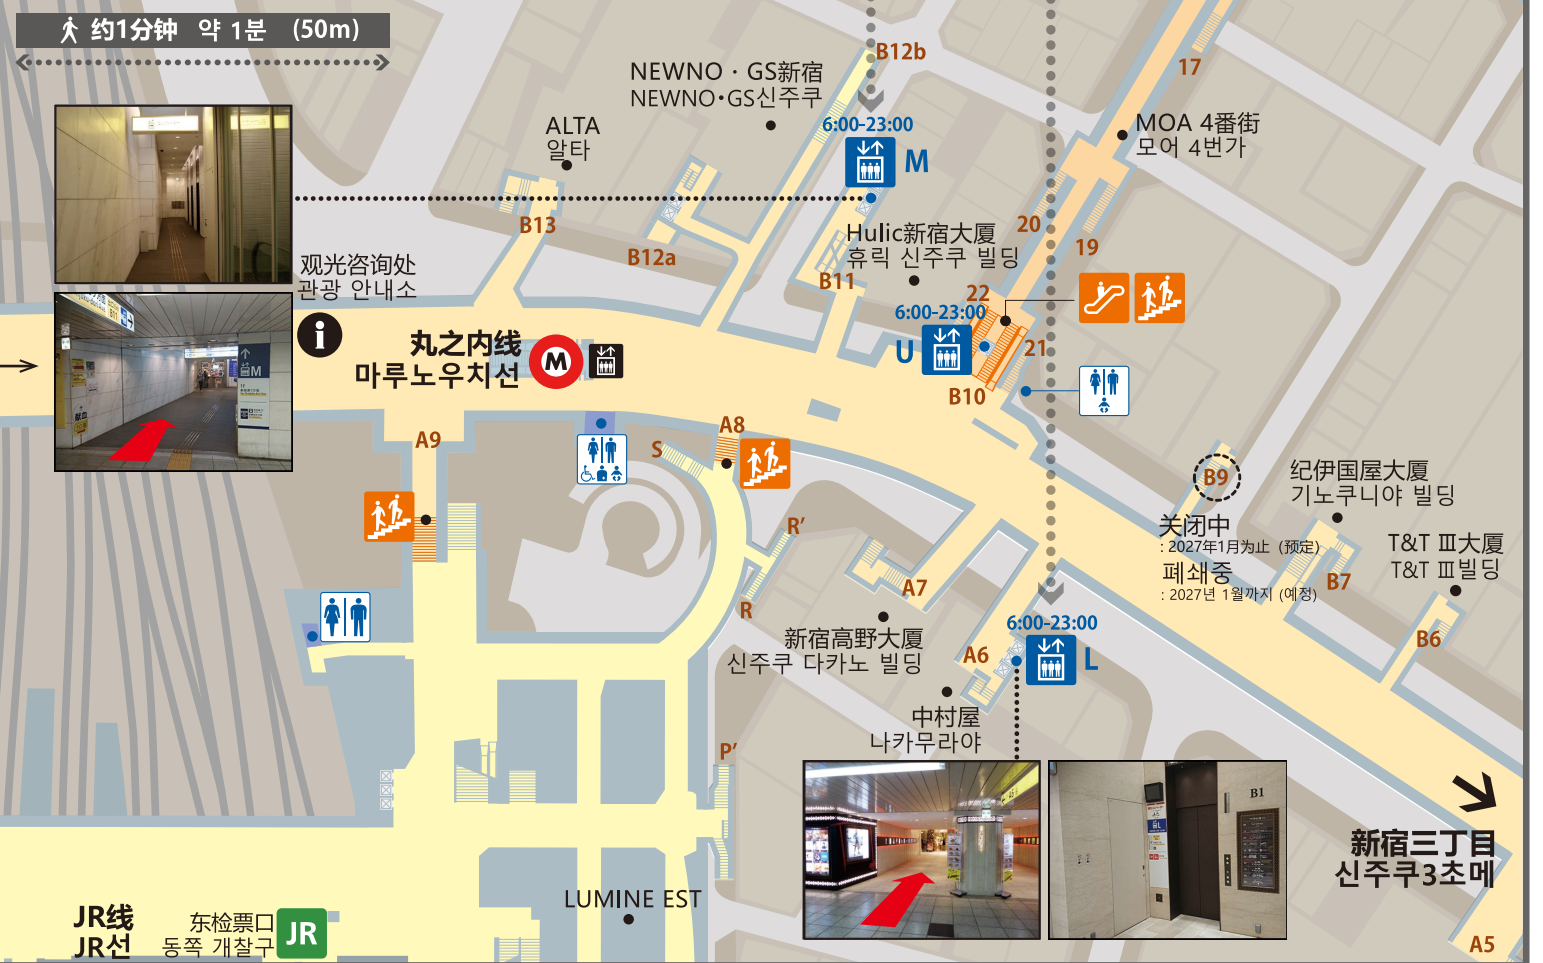 约1分钟 약 1분 (50m)
B12b
17
NEWNO・GS新宿
NEWNO•GS신주쿠
ALTA
알타
6:00-23:00
M
MOA 4番街
모어 4번가
B13
B12a
20
19
Hulic新宿大厦
휴릭 신주쿠 빌딩
B11
观光咨询处
관광 안내소
i
22
6:00-23:00
U
21
B10
丸之内线
마루노우치선
M
M
A9
A8
S
B9
纪伊国屋大厦
기노쿠니야 빌딩
关闭中
: 2027年1月为止 (预定)
폐쇄중
: 2027년 1월까지 (예정)
T&T Ⅲ大厦
T&T Ⅲ빌딩
R'
R
A7
B7
B6
6:00-23:00
L
新宿高野大厦
신주쿠 다카노 빌딩
A6
中村屋
나카무라야
P'
B1
L
新宿三丁目
신주쿠3초메
LUMINE EST
JR线
JR선
东检票口
동쪽 개찰구
JR
A5